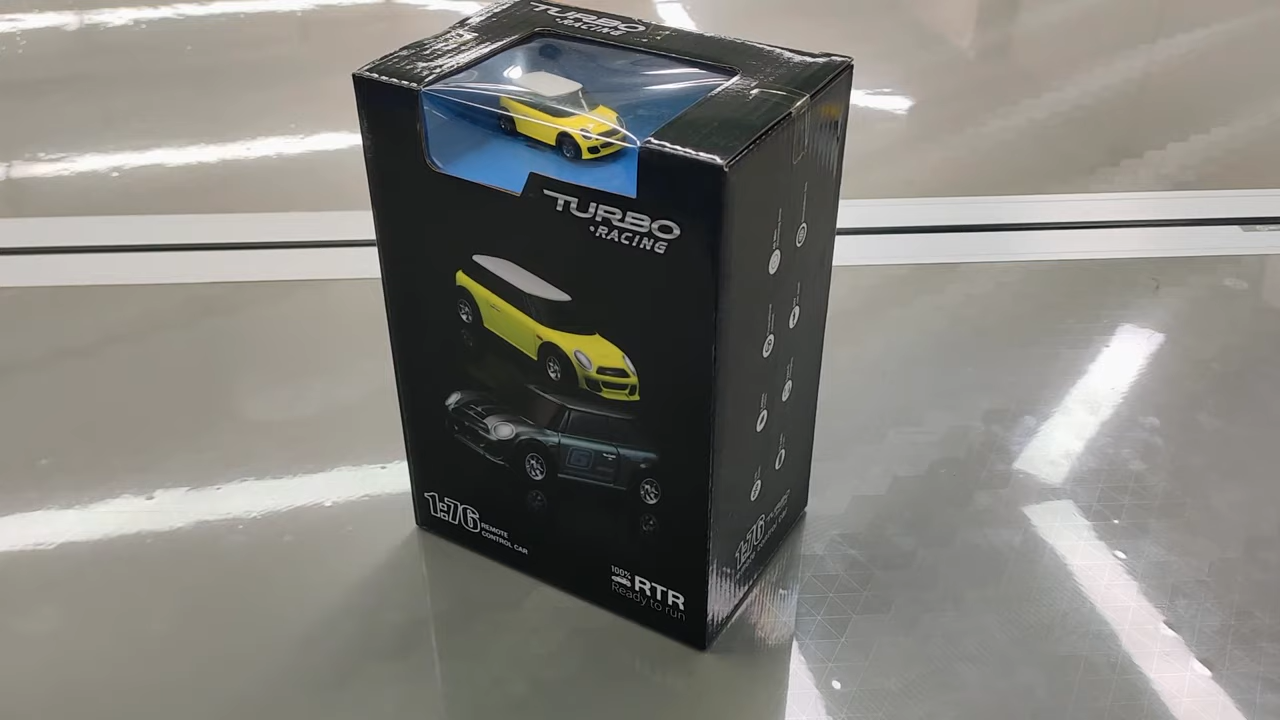 TURBO
RACING
TURBO
RACING
1:76 REMOTE
CONTROL CAR
100%
RTR
Ready to run
1:76